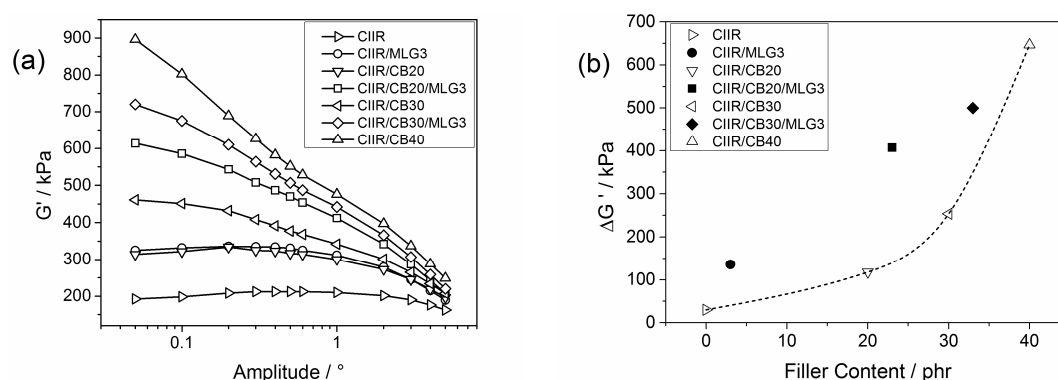 (a)
900
800
700
600
500
400
300
200
0.1
1
G' / kPa
Amplitude / °
CIIR
CIIR/MLG3
CIIR/CB20
CIIR/CB20/MLG3
CIIR/CB30
CIIR/CB30/MLG3
CIIR/CB40
(b)
700
600
500
400
300
200
100
0
0
10
20
30
40
ΔG ' / kPa
Filler Content / phr
CIIR
CIIR/MLG3
CIIR/CB20
CIIR/CB20/MLG3
CIIR/CB30
CIIR/CB30/MLG3
CIIR/CB40